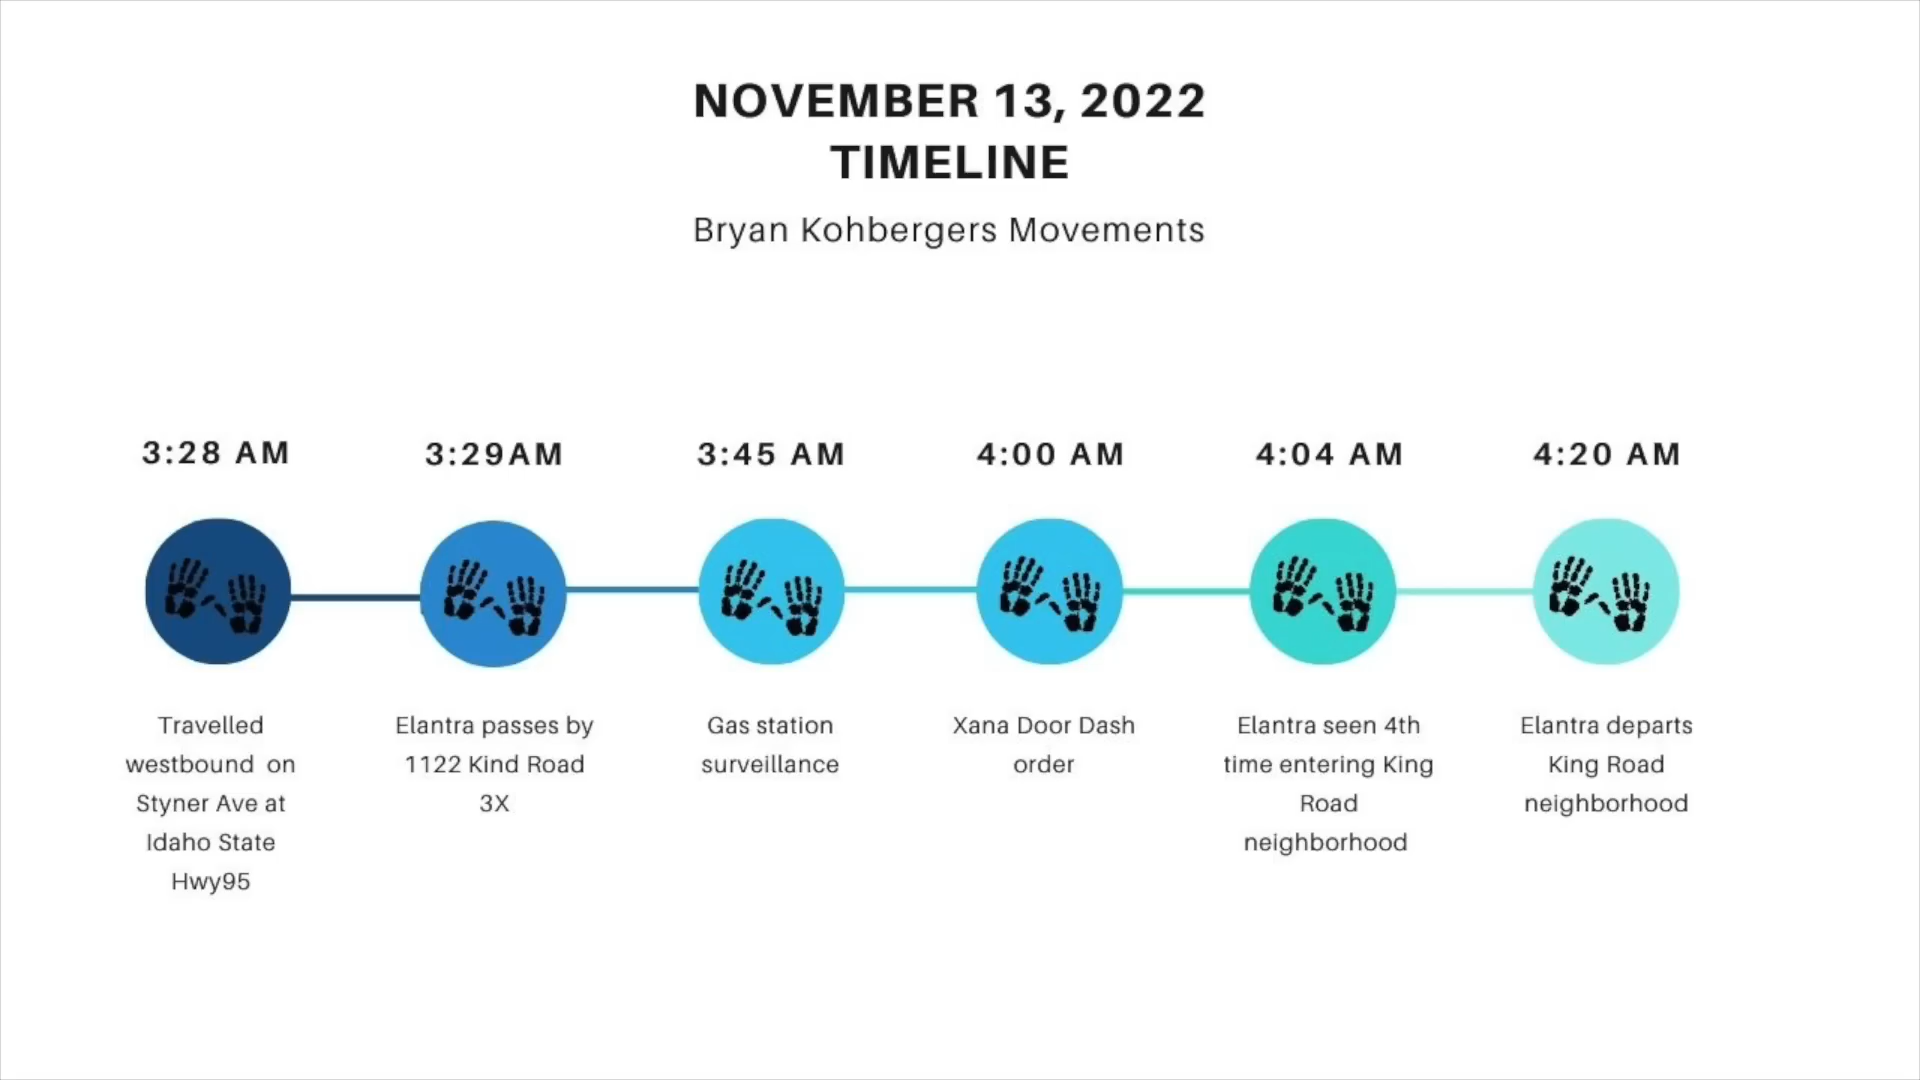 NOVEMBER 13, 2022
TIMELINE
Bryan Kohbergers Movements
3:28 AM
Travelled
westbound on
Styner Ave at
Idaho State
Hwy95
3:29AM
Elantra passes by
1122 Kind Road
3X
3:45 AM
Gas station
surveillance
4:00 AM
Xana Door Dash
order
4:04 AM
Elantra seen 4th
time entering King
Road
neighborhood
4:20 AM
Elantra departs
King Road
neighborhood